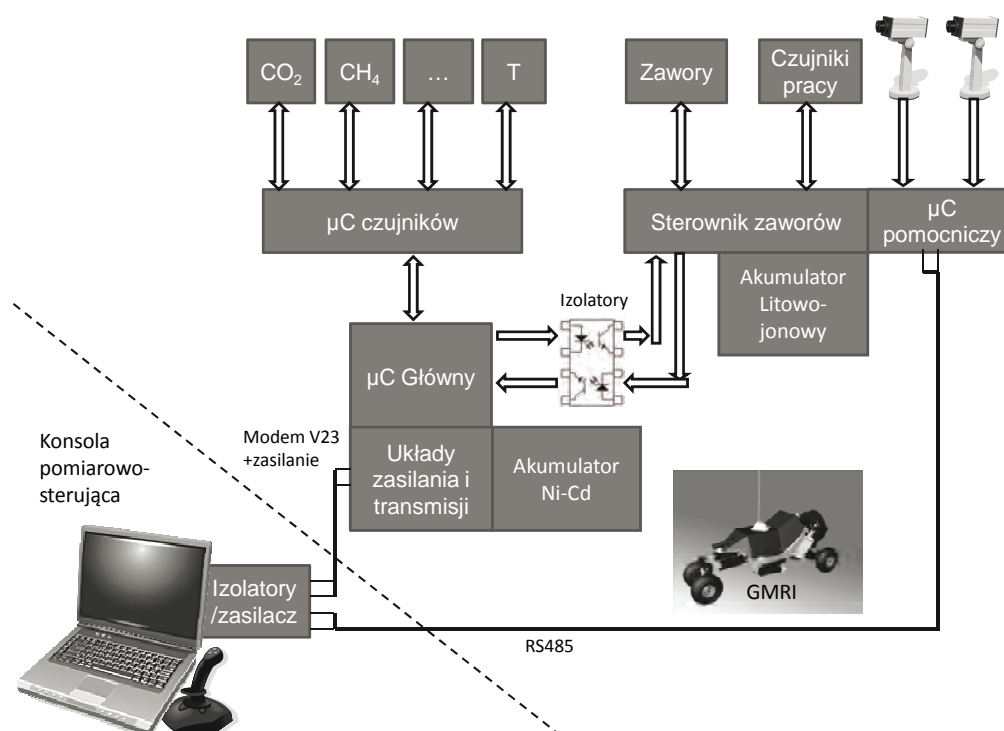 CO₂
CH₄
…
T
Zawory
Czujniki
pracy
µC czujników
Sterownik zaworów
µC
pomocniczy
Akumulator
Litowo-
jonowy
Izolatory
µC Główny
Modem V23
+zasilanie
Układy
zasilania i
transmisji
Akumulator
Ni-Cd
Konsola
pomiarowo-
sterująca
Izolatory
/zasilacz
GMRI
RS485